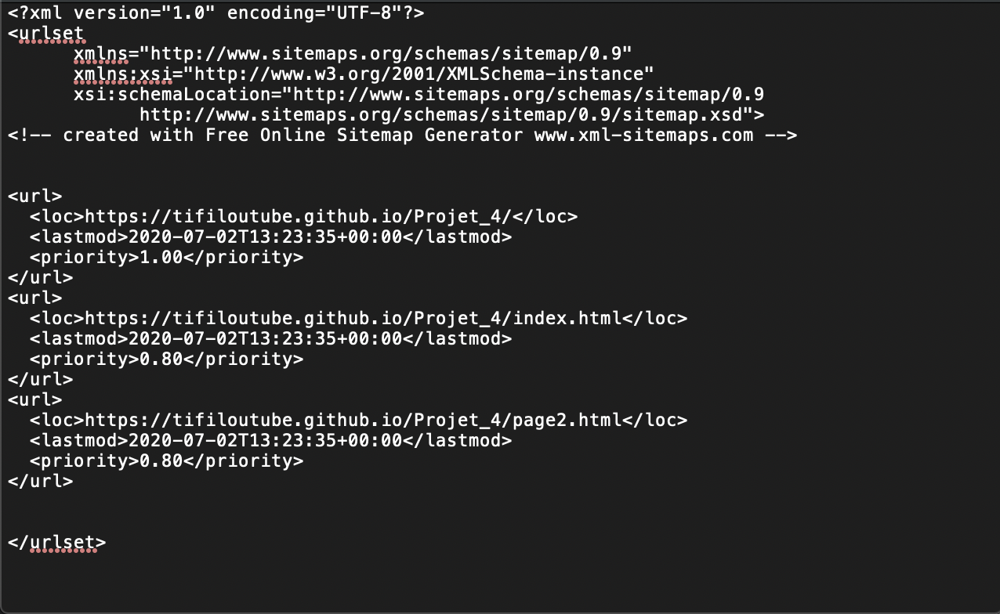 <?xml version="1.0" encoding="UTF-8"?>
<urlset
      xmlns="http://www.sitemaps.org/schemas/sitemap/0.9"
      xmlns:xsi="http://www.w3.org/2001/XMLSchema-instance"
      xsi:schemaLocation="http://www.sitemaps.org/schemas/sitemap/0.9
            http://www.sitemaps.org/schemas/sitemap/0.9/sitemap.xsd">
<!-- created with Free Online Sitemap Generator www.xml-sitemaps.com -->
<url>
  <loc>https://tifiloutube.github.io/Projet_4/</loc>
  <lastmod>2020-07-02T13:23:35+00:00</lastmod>
  <priority>1.00</priority>
</url>
<url>
  <loc>https://tifiloutube.github.io/Projet_4/index.html</loc>
  <lastmod>2020-07-02T13:23:35+00:00</lastmod>
  <priority>0.80</priority>
</url>
<url>
  <loc>https://tifiloutube.github.io/Projet_4/page2.html</loc>
  <lastmod>2020-07-02T13:23:35+00:00</lastmod>
  <priority>0.80</priority>
</url>
</urlset>